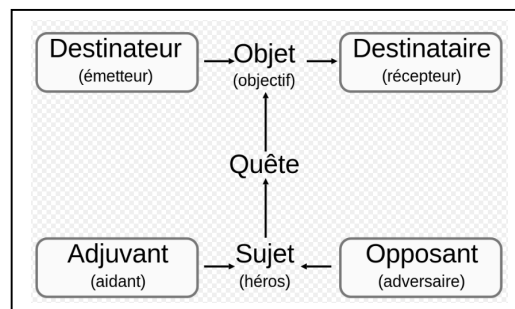 Destinateur
(émetteur)
Objet
(objectif)
Destinataire
(récepteur)
Quête
Adjuvant
(aidant)
Sujet
(héros)
Opposant
(adversaire)